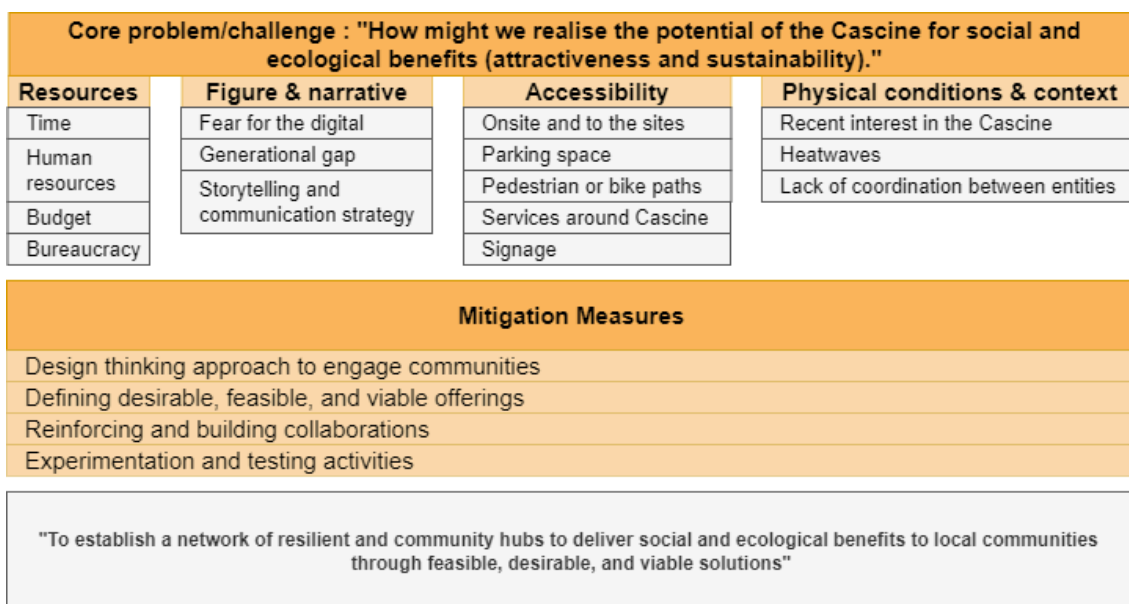 Core problem/challenge : "How might we realise the potential of the Cascine for social and
ecological benefits (attractiveness and sustainability)."
Resources
Time
Human
resources
Budget
Bureaucracy
Figure & narrative
Fear for the digital
Generational gap
Storytelling and
communication strategy
Accessibility
Onsite and to the sites
Parking space
Pedestrian or bike paths
Services around Cascine
Signage
Physical conditions & context
Recent interest in the Cascine
Heatwaves
Lack of coordination between entities
Mitigation Measures
Design thinking approach to engage communities
Defining desirable, feasible, and viable offerings
Reinforcing and building collaborations
Experimentation and testing activities
"To establish a network of resilient and community hubs to deliver social and ecological benefits to local communities
through feasible, desirable, and viable solutions"